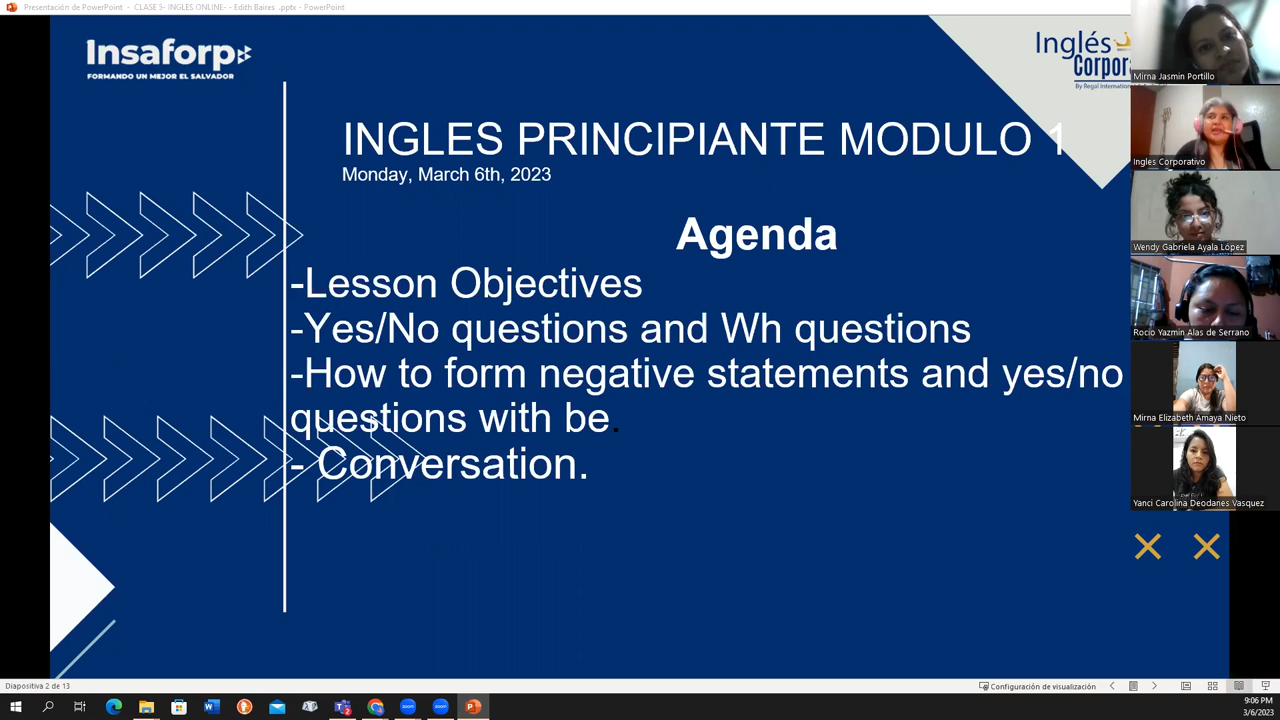 Presentación de PowerPoint - CLASE 3- INGLES ONLINE- - Edith Baires .pptx - PowerPoint
Insaforp
FORMANDO UN MEJOR EL SALVADOR
Inglés
Corpora
By Regal Internation
INGLES PRINCIPIANTE MODULO 1
Monday, March 6th, 2023
Agenda
-Lesson Objectives
-Yes/No questions and Wh questions
-How to form negative statements and yes/no
questions with be.
- Conversation.
Mirna Jasmin Portillo
Ingles Corporativo
Wendy Gabriela Ayala López
Rocio Yazmin Alas de Serrano
Mirna Elizabeth Amaya Nieto
Yanci Carolina Deodanes Vasquez
Diapositiva 2 de 13
Configuración de visualización
9:06 PM
3/6/2023